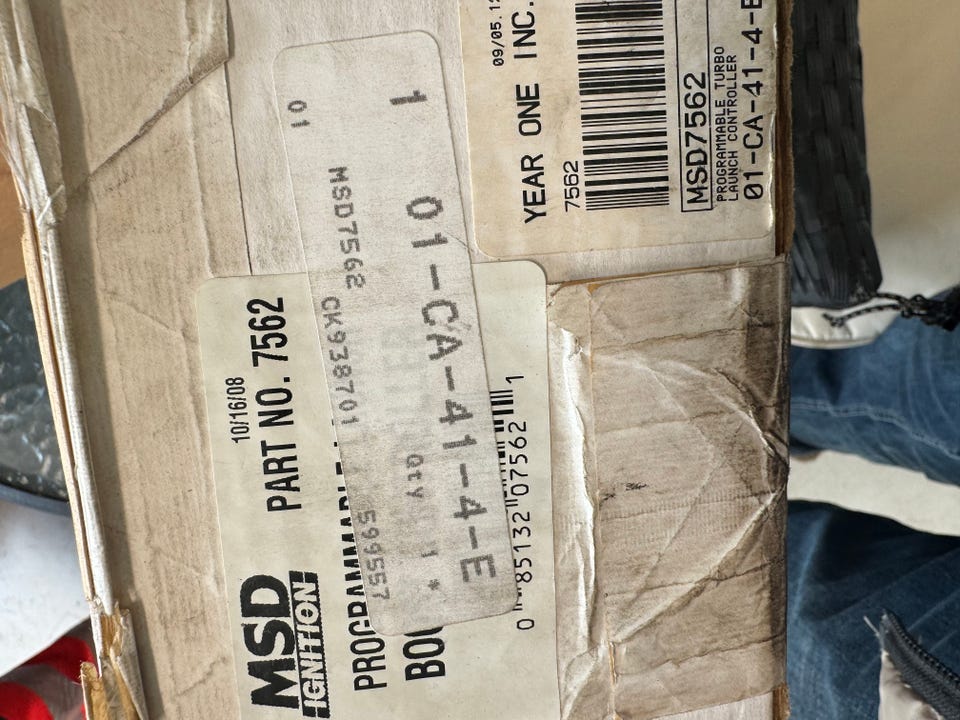 09/05.12
YEAR ONE INC.
7562
MSD7562
PROGRAMMABLE TURBO
LAUNCH CONTROLLER
01-CA-41-4-E
01
1
MSD7562 CK938701
599557
01-CA-41-4-E
QTY
1 *
10/16/08
PART NO. 7562
MSD
IGNITION
PROGRAMMABLE
BOO
0 85132 07562 1